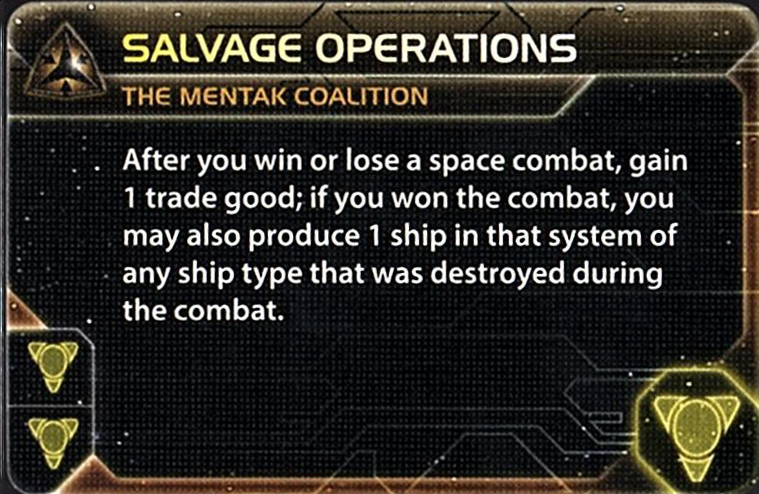 SALVAGE OPERATIONS
THE MENTAK COALITION
After you win or lose a space combat, gain
1 trade good; if you won the combat, you
may also produce 1 ship in that system of
any ship type that was destroyed during
the combat.